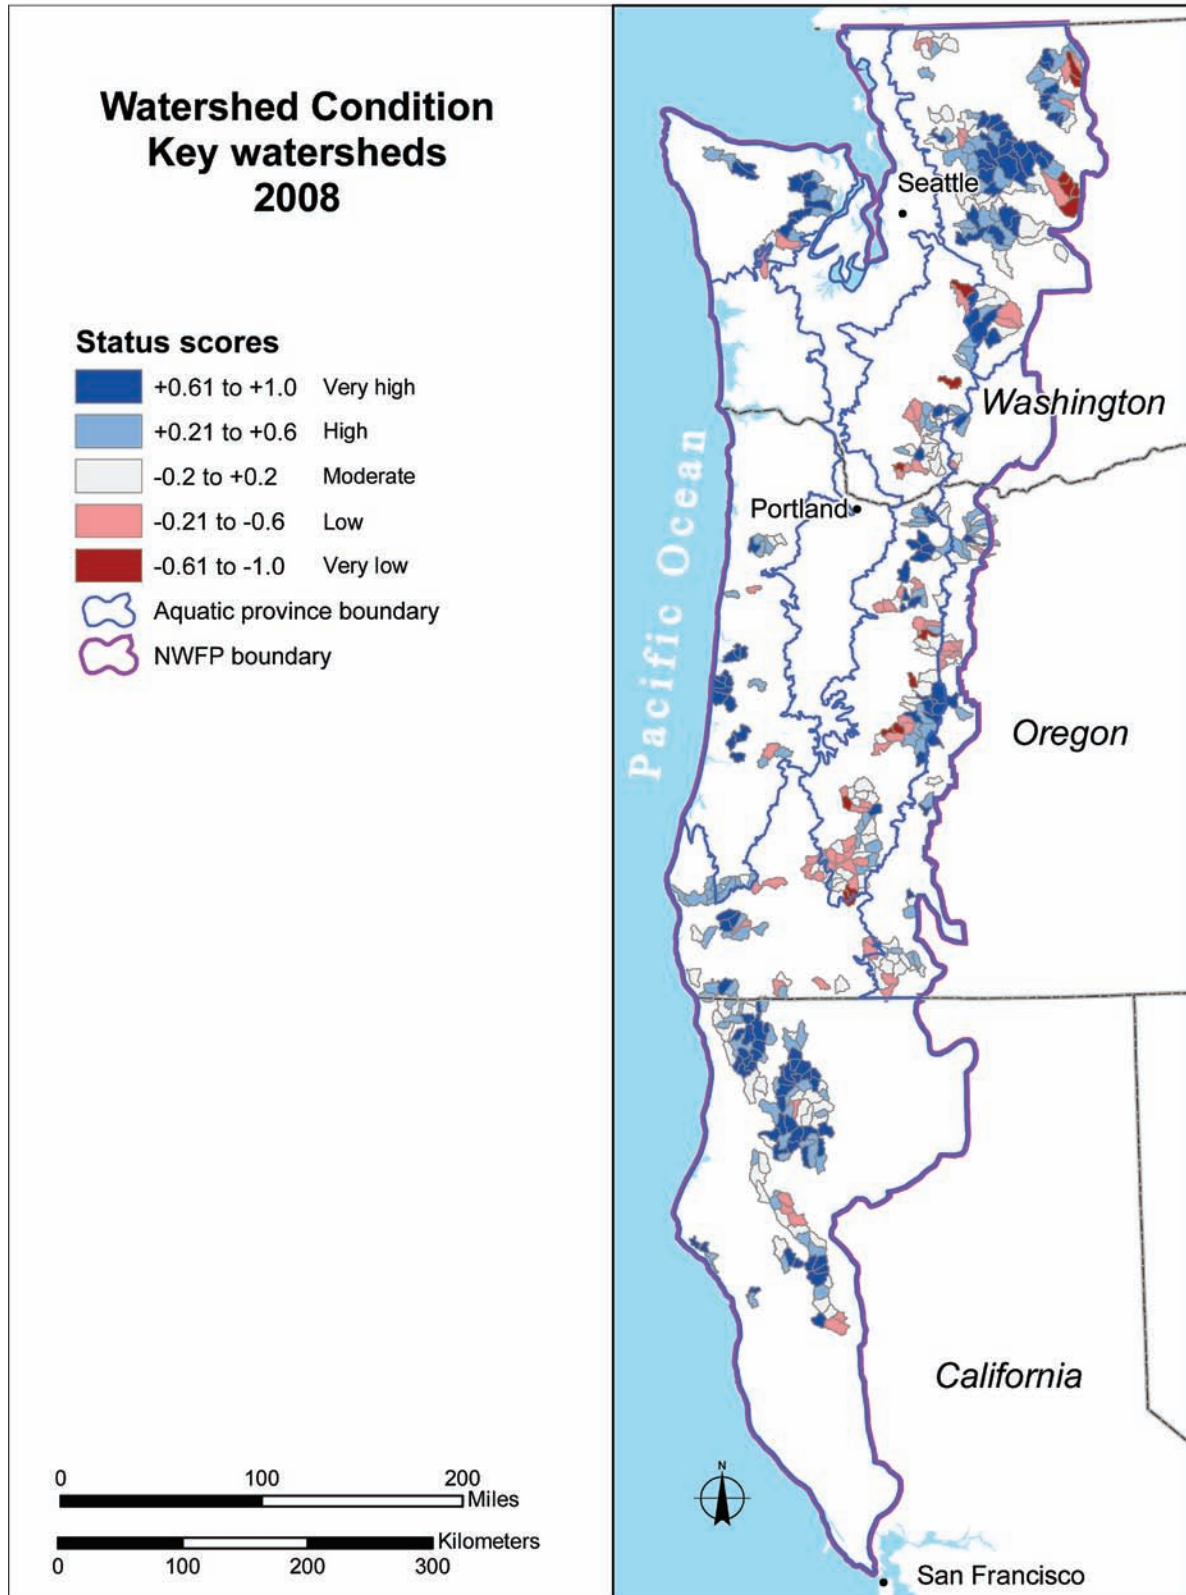 Watershed Condition
Key watersheds
2008
Status scores
+0.61 to +1.0 Very high
+0.21 to +0.6 High
-0.2 to +0.2 Moderate
-0.21 to -0.6 Low
-0.61 to -1.0 Very low
Aquatic province boundary
NWFP boundary
0 100 200
Miles
Kilometers
0 100 200 300
Seattle
Washington
Portland
Pacific Ocean
Oregon
California
N
San Francisco